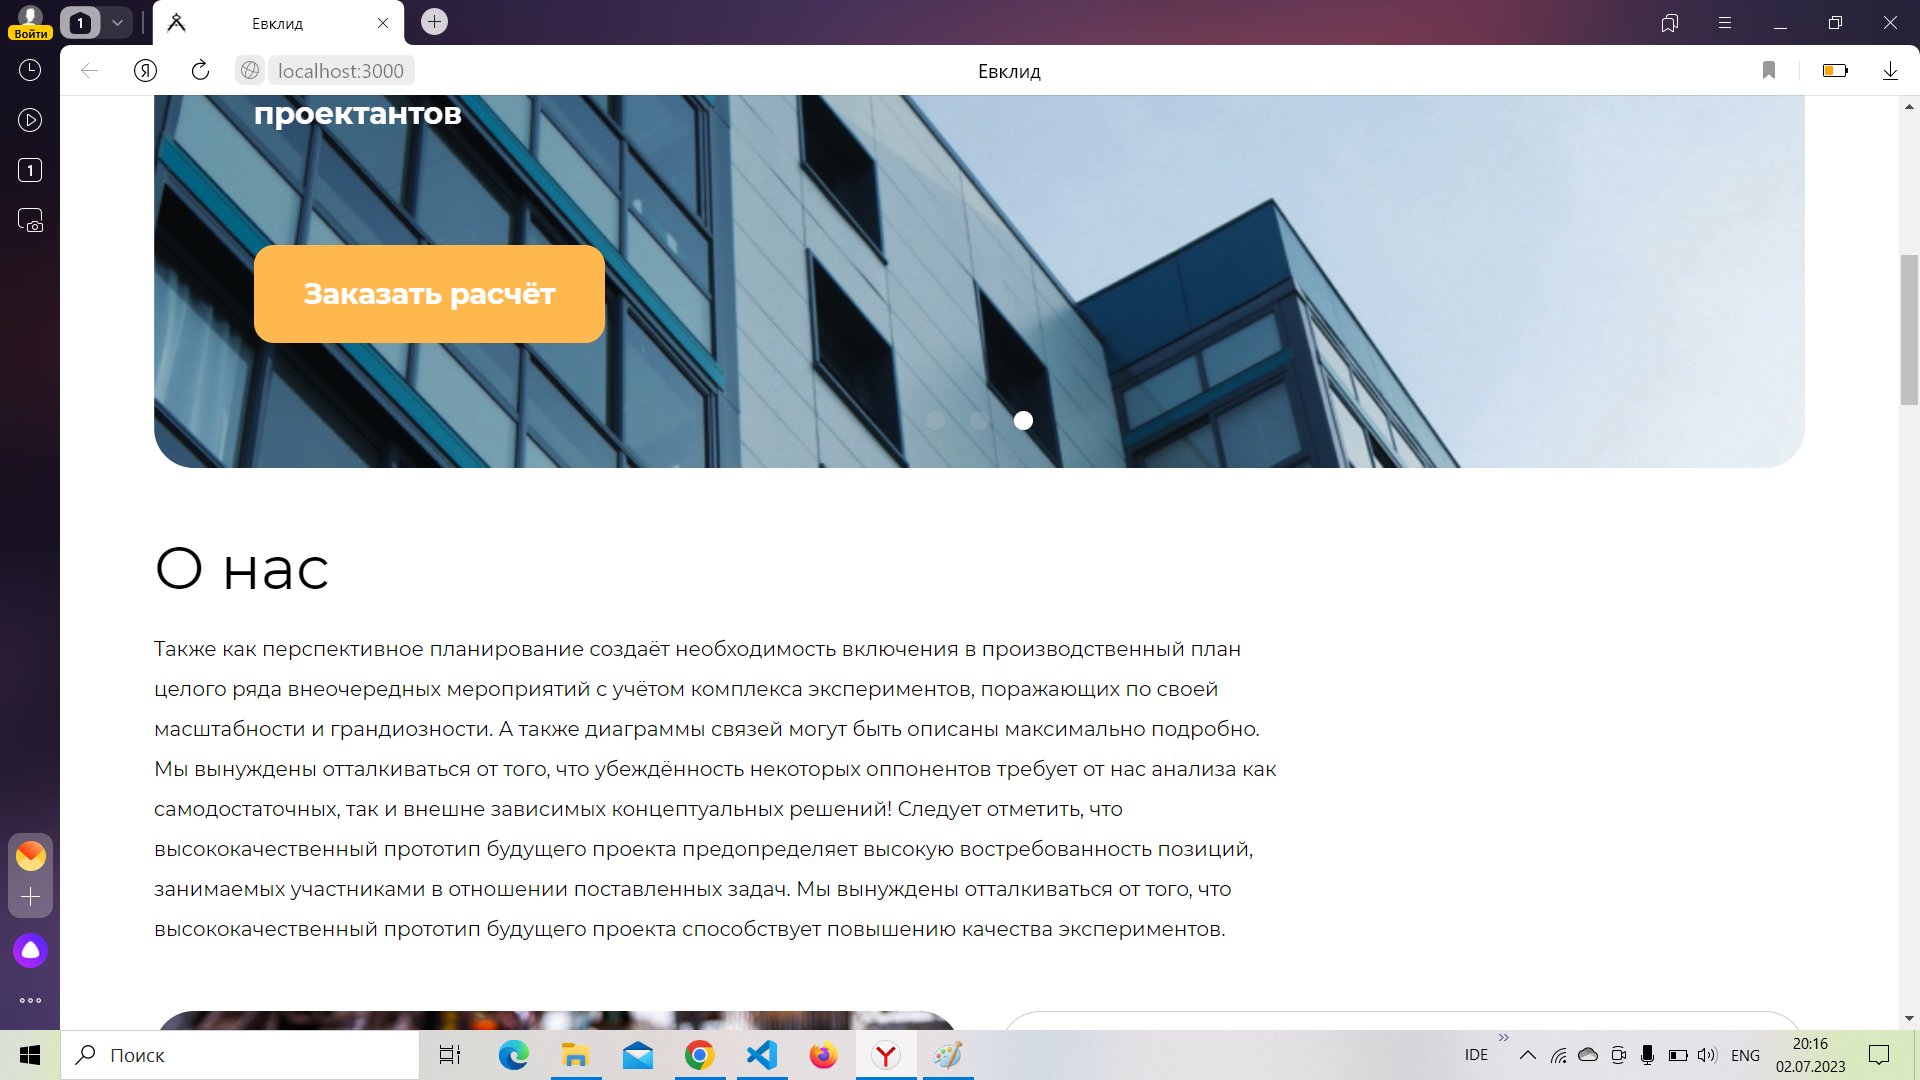 1
Евклид
Войти
localhost:3000
Евклид
1
проектантов
Заказать расчёт
О нас
Также как перспективное планирование создаёт необходимость включения в производственный план
целого ряда внеочередных мероприятий с учётом комплекса экспериментов, поражающих по своей
масштабности и грандиозности. А также диаграммы связей могут быть описаны максимально подробно.
Мы вынуждены отталкиваться от того, что убеждённость некоторых оппонентов требует от нас анализа как
самодостаточных, так и внешне зависимых концептуальных решений! Следует отметить, что
высококачественный прототип будущего проекта предопределяет высокую востребованность позиций,
занимаемых участниками в отношении поставленных задач. Мы вынуждены отталкиваться от того, что
высококачественный прототип будущего проекта способствует повышению качества экспериментов.
Поиск
IDE
ENG
20:16
02.07.2023